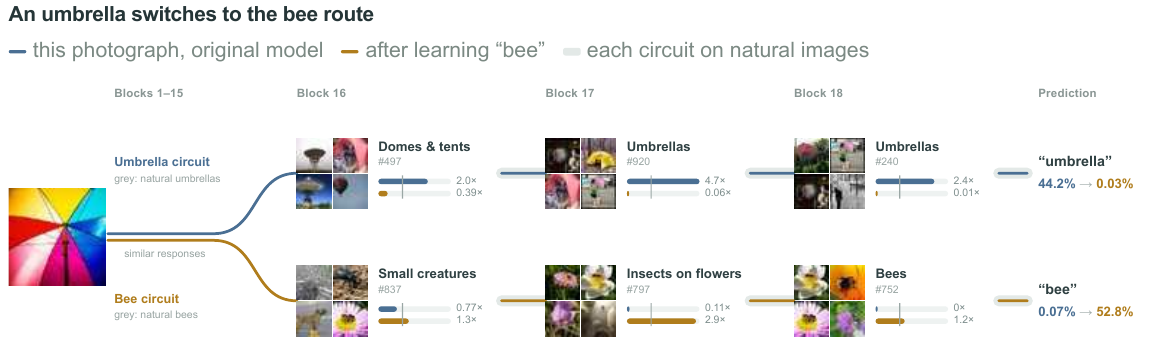 An umbrella switches to the bee route
this photograph, original model after learning “bee” each circuit on natural images
Blocks 1–15 Block 16 Block 17 Block 18 Prediction
Umbrella circuit
grey: natural umbrellas
Domes & tents
#497
2.0×
0.39×
Umbrellas
#920
4.7×
0.06×
Umbrellas
#240
2.4×
0.01×
“umbrella”
44.2% → 0.03%
similar responses
Bee circuit
grey: natural bees
Small creatures
#837
0.77×
1.3×
Insects on flowers
#797
0.11×
2.9×
Bees
#752
0×
1.2×
“bee”
0.07% → 52.8%